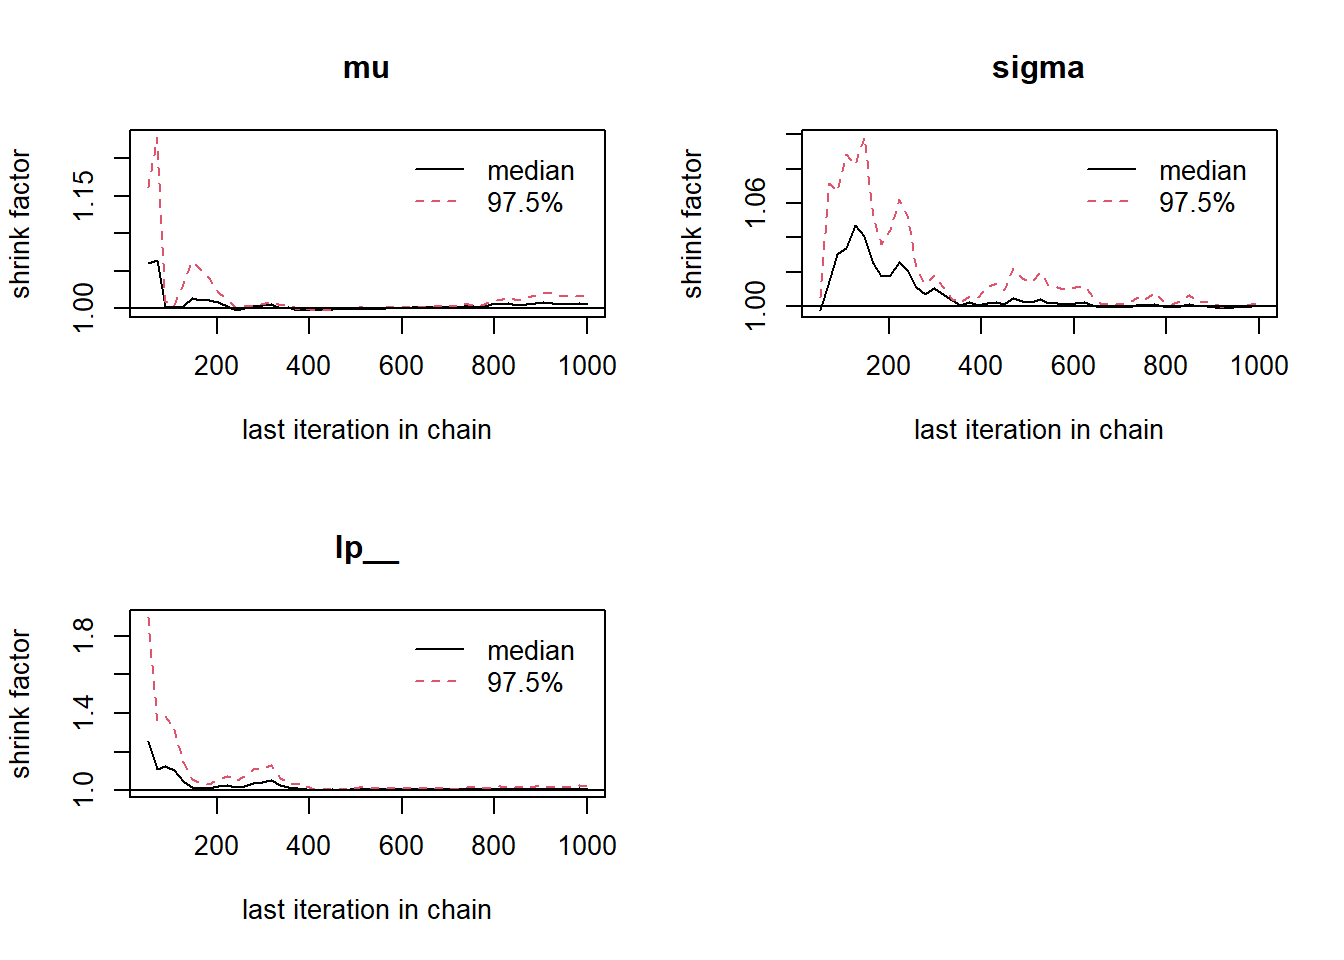 mu
shrink factor
1.00 1.15
median
97.5%
200 400 600 800 1000
last iteration in chain
sigma
shrink factor
1.00 1.06
median
97.5%
200 400 600 800 1000
last iteration in chain
lp__
shrink factor
1.0 1.4 1.8
median
97.5%
200 400 600 800 1000
last iteration in chain